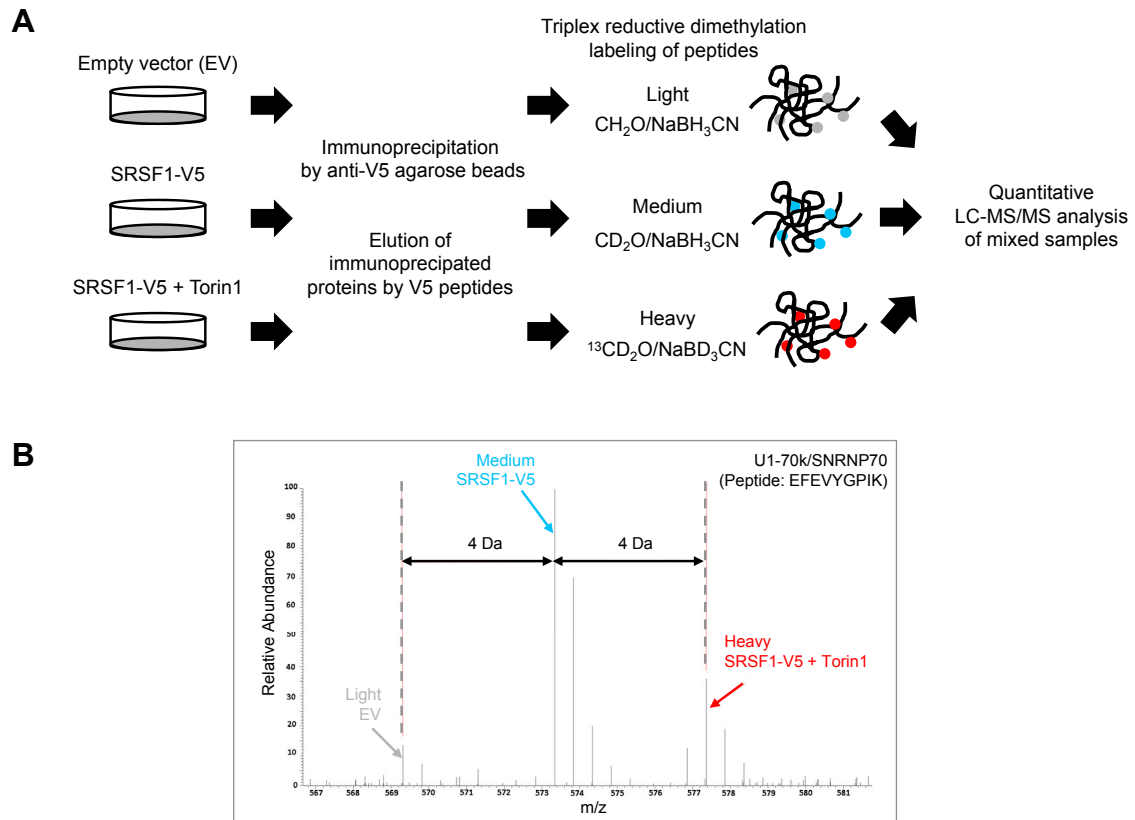 A
Triplex reductive dimethylation
labeling of peptides
Empty vector (EV)
Light
CH₂O/NaBH₃CN
Immunoprecipitation
by anti-V5 agarose beads
SRSF1-V5
Medium
CD₂O/NaBH₃CN
Quantitative
LC-MS/MS analysis
of mixed samples
Elution of
immunoprecipated
proteins by V5 peptides
SRSF1-V5 + Torin1
Heavy
¹³CD₂O/NaBD₃CN
B
Medium
SRSF1-V5
U1-70k/SNRNP70
(Peptide: EFEVYGPIK)
4 Da
4 Da
Heavy
SRSF1-V5 + Torin1
Light
EV
Relative Abundance
100
90
80
70
60
50
40
30
20
10
0
567 568 569 570 571 572 573 574 575 576 577 578 579 580 581
m/z